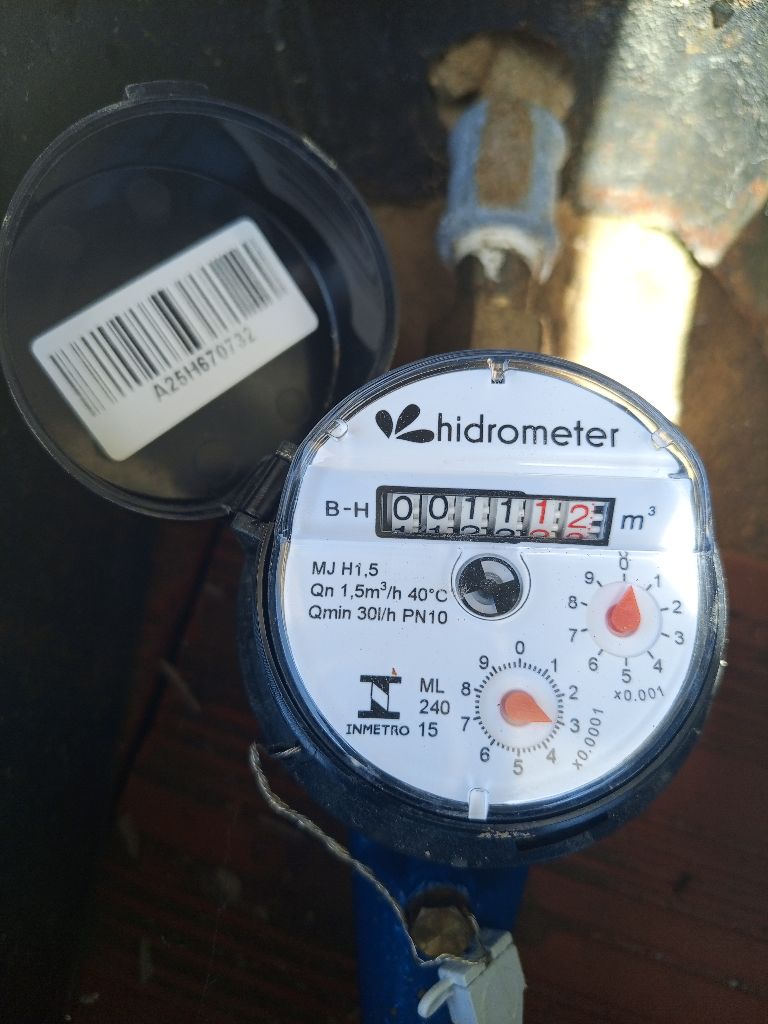 A25H670732
hidrometer
B-H 001112 m³
MJ H1,5
Qn 1,5m³/h 40°C
Qmin 30l/h PN10
0 1 2 3 4 5 6 7 8 9
x0.001
0 1 2 3 4 5 6 7 8 9
x0.0001
INMETRO
ML
240
15